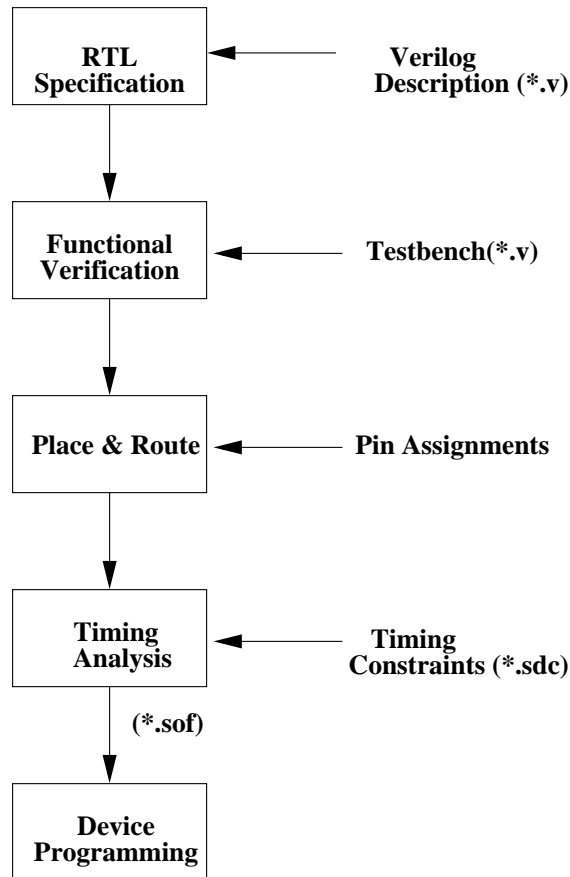 RTL
Specification
Verilog
Description (*.v)
Functional
Verification
Testbench(*.v)
Place & Route
Pin Assignments
Timing
Analysis
Timing
Constraints (*.sdc)
(*.sof)
Device
Programming